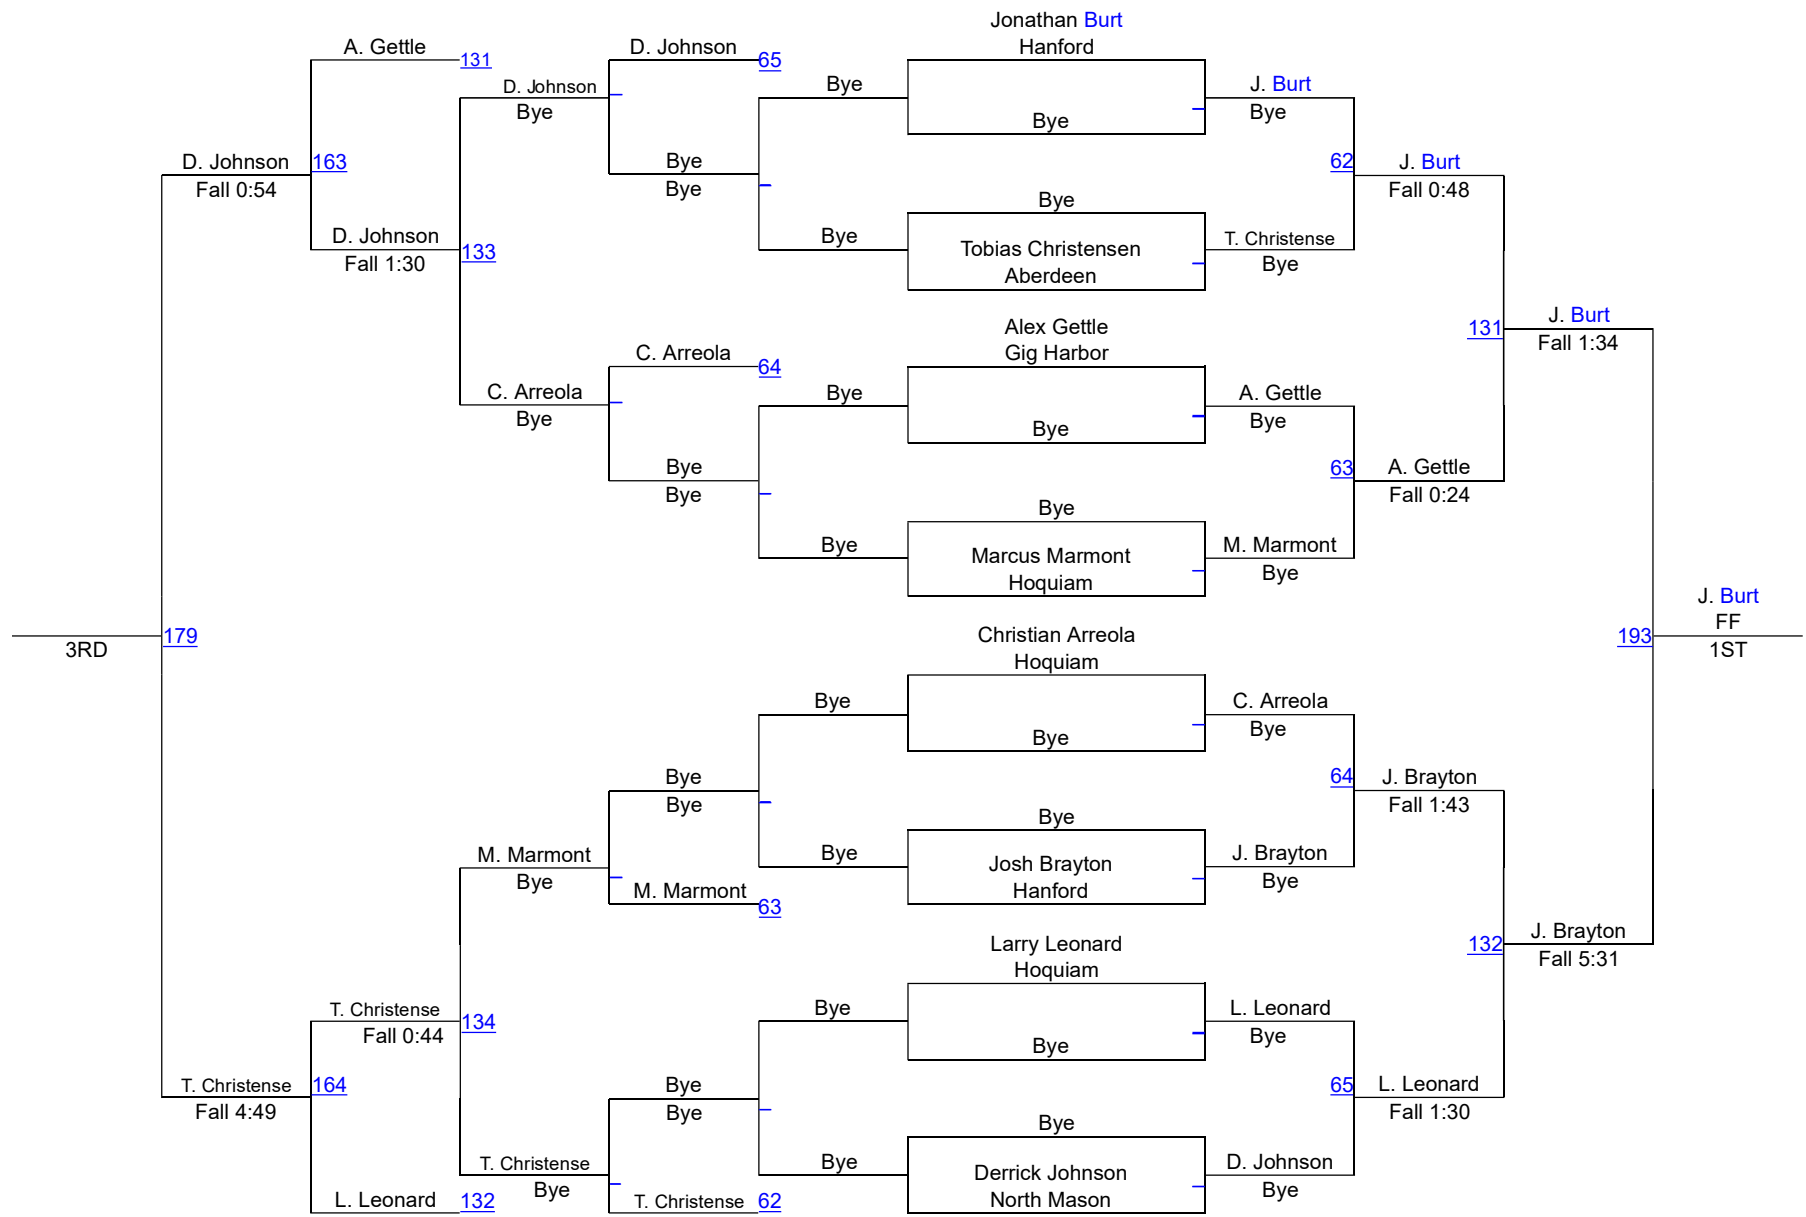 Jonathan Burt
Hanford
A. Gettle
131
D. Johnson
65
D. Johnson
Bye
Bye
J. Burt
Bye
Bye
D. Johnson
163
Fall 0:54
Bye
Bye
62
J. Burt
Fall 0:48
Bye
D. Johnson
133
Fall 1:30
Bye
Tobias Christensen
Aberdeen
T. Christense
Bye
Alex Gettle
Gig Harbor
131
J. Burt
Fall 1:34
C. Arreola
64
C. Arreola
Bye
Bye
A. Gettle
Bye
Bye
Bye
Bye
63
A. Gettle
Fall 0:24
Bye
Bye
Marcus Marmont
Hoquiam
M. Marmont
Bye
J. Burt
FF
1ST
3RD
179
193
Christian Arreola
Hoquiam
Bye
C. Arreola
Bye
Bye
Bye
Bye
64
J. Brayton
Fall 1:43
Bye
M. Marmont
Bye
Bye
Josh Brayton
Hanford
J. Brayton
Bye
M. Marmont
63
Larry Leonard
Hoquiam
132
J. Brayton
Fall 5:31
T. Christense
134
Fall 0:44
Bye
L. Leonard
Bye
Bye
T. Christense
164
Fall 4:49
Bye
Bye
65
L. Leonard
Fall 1:30
Bye
T. Christense
Bye
Bye
Derrick Johnson
North Mason
D. Johnson
Bye
L. Leonard
132
T. Christense
62